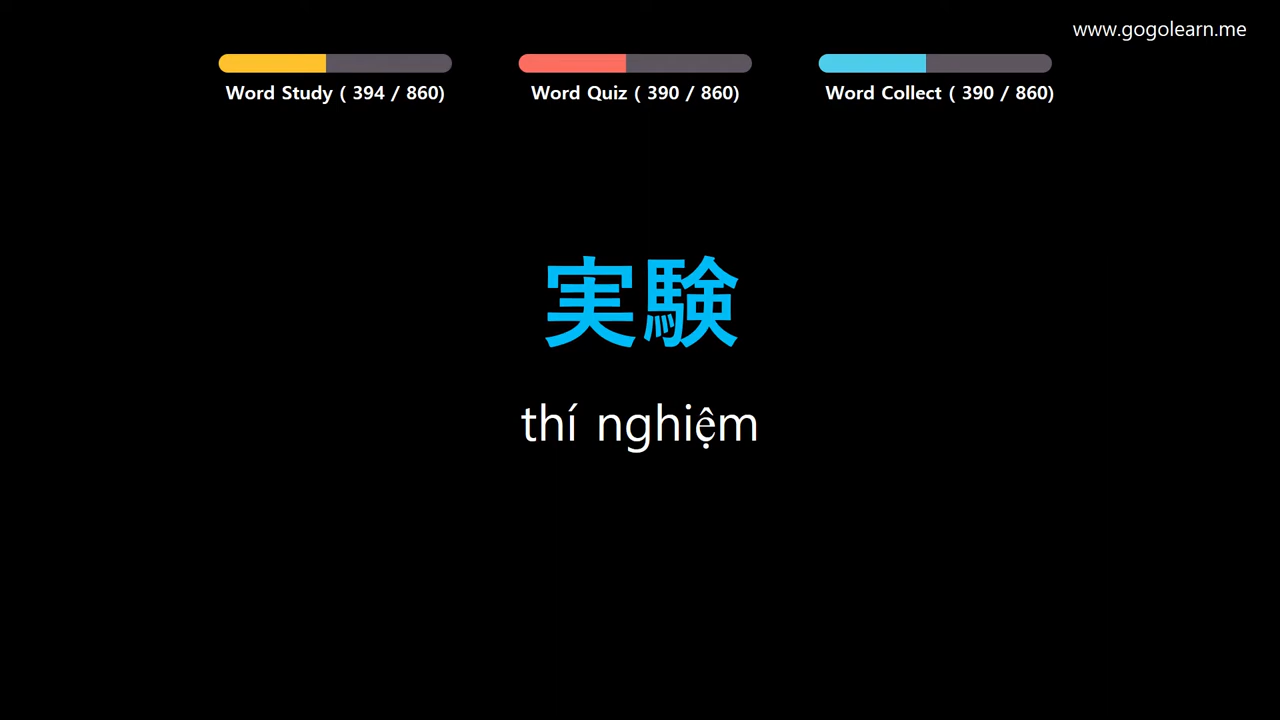 www.gogolearn.me
Word Study ( 394 / 860)
Word Quiz ( 390 / 860)
Word Collect ( 390 / 860)
実験
thí nghiệm